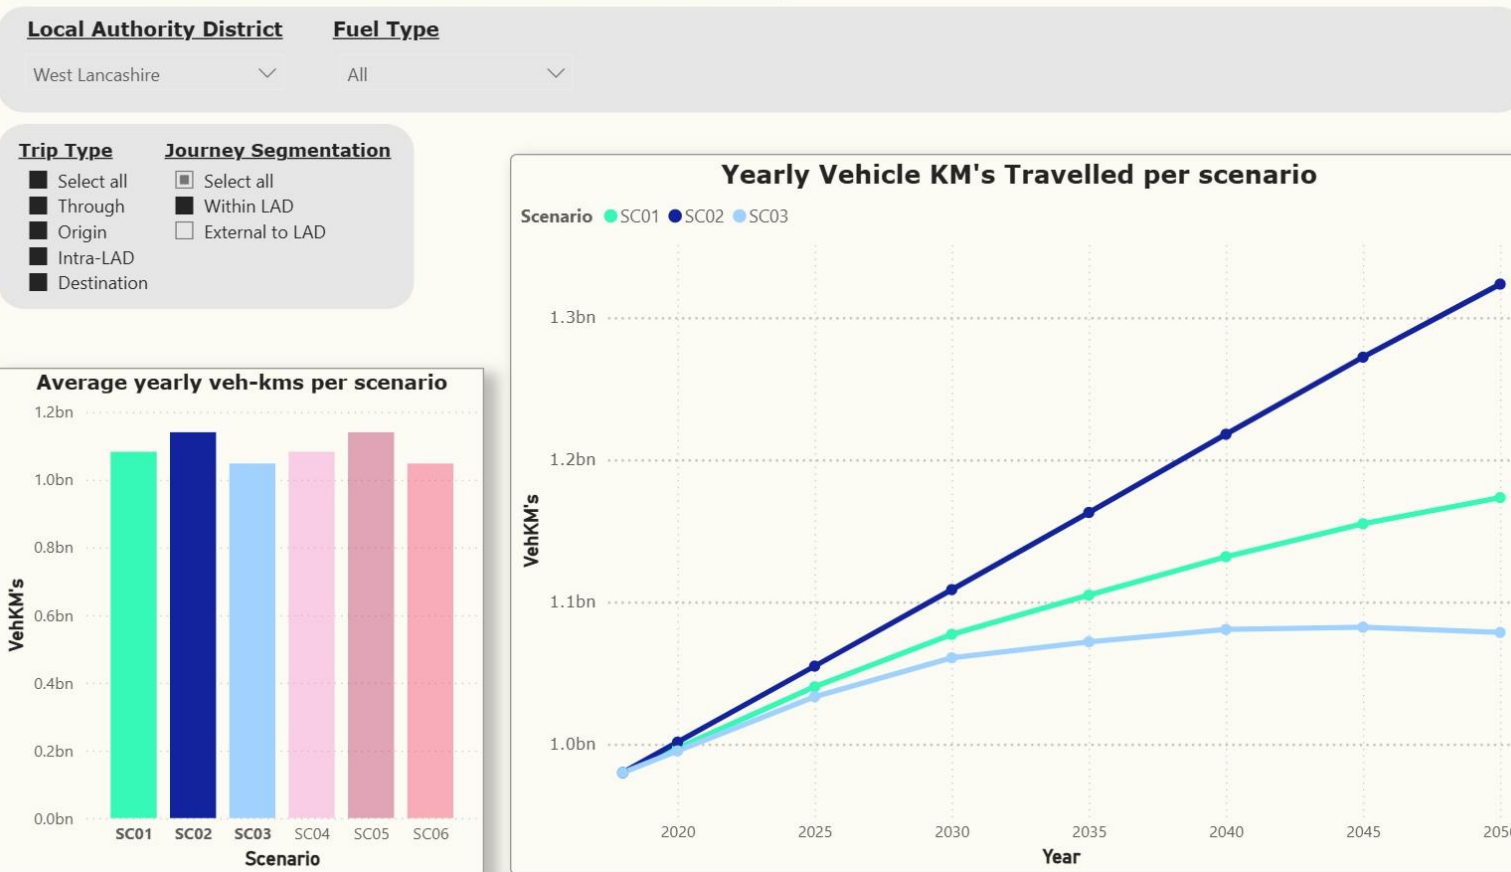 Local Authority District Fuel Type
West Lancashire All
Trip Type Journey Segmentation
Select all Select all
Through Within LAD
Origin External to LAD
Intra-LAD
Destination
Average yearly veh-kms per scenario
1.2bn
1.0bn
0.8bn
0.6bn
0.4bn
0.2bn
0.0bn
VehKM's
SC01 SC02 SC03 SC04 SC05 SC06
Scenario
Yearly Vehicle KM's Travelled per scenario
Scenario SC01 SC02 SC03
1.3bn
1.2bn
1.1bn
1.0bn
VehKM's
2020 2025 2030 2035 2040 2045
Year